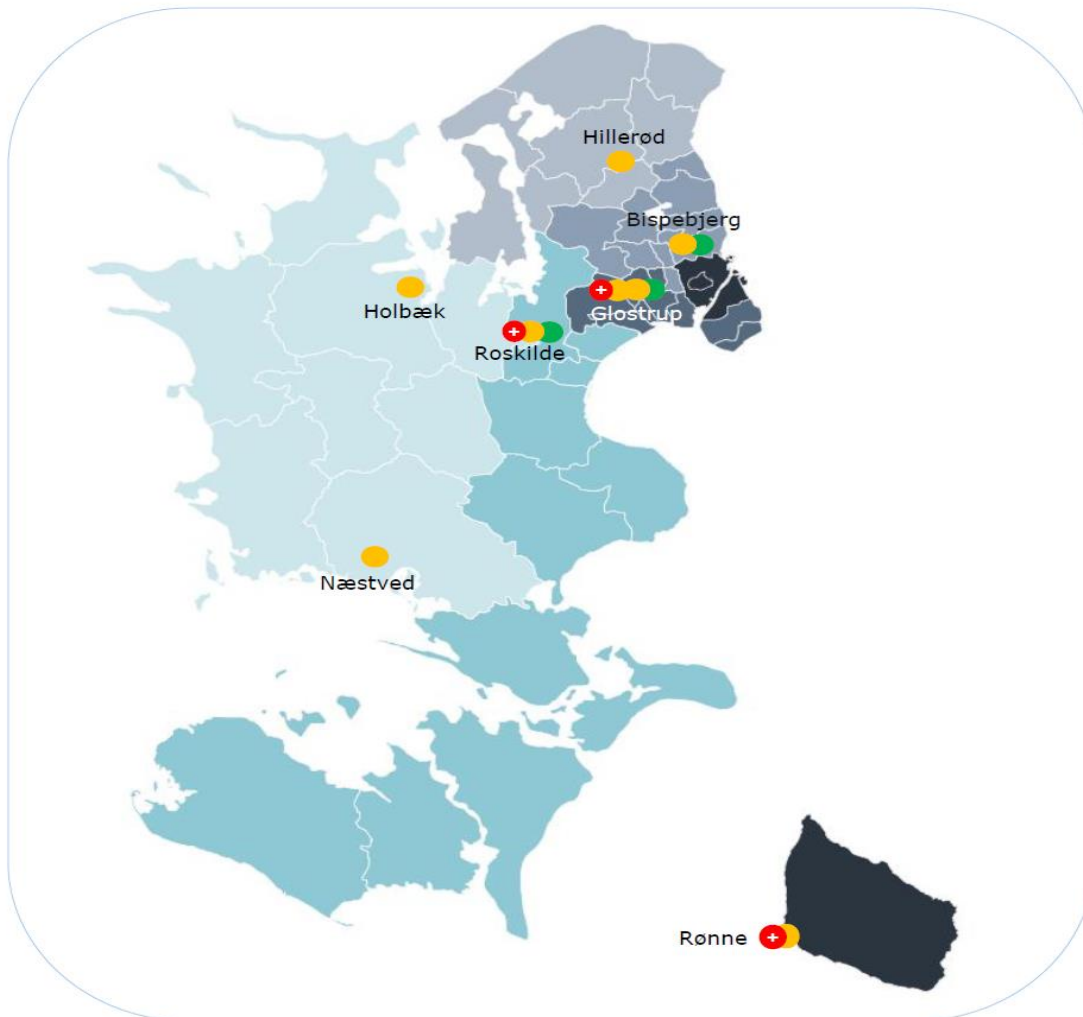 Hillerød
Bispebjerg
Holbæk
Glostrup
Roskilde
Næstved
Rønne